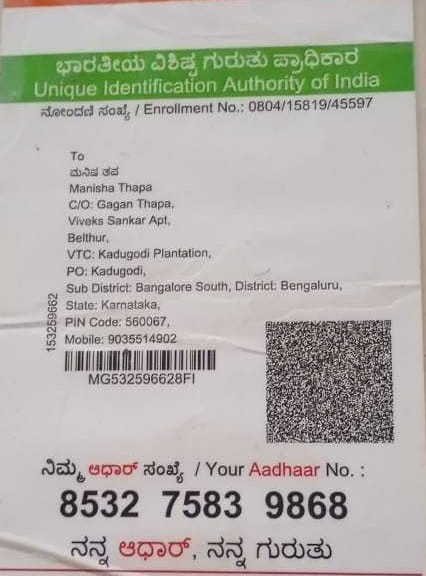 ಭಾರತೀಯ ವಿಶಿಷ್ಟ ಗುರುತು ಪ್ರಾಧಿಕಾರ
Unique Identification Authority of India
ನೋಂದಣಿ ಸಂಖ್ಯೆ / Enrollment No.: 0804/15819/45597
To
ಮನಿಷ ತಪ
Manisha Thapa
C/O: Gagan Thapa,
Viveks Sankar Apt,
Belthur,
VTC: Kadugodi Plantation,
PO: Kadugodi,
Sub District: Bangalore South, District: Bengaluru,
State: Karnataka,
PIN Code: 560067,
Mobile: 9035514902
153259662
MG532596628FI
ನಿಮ್ಮ ಆಧಾರ್ ಸಂಖ್ಯೆ / Your Aadhaar No. :
8532 7583 9868
ನನ್ನ ಆಧಾರ್, ನನ್ನ ಗುರುತು